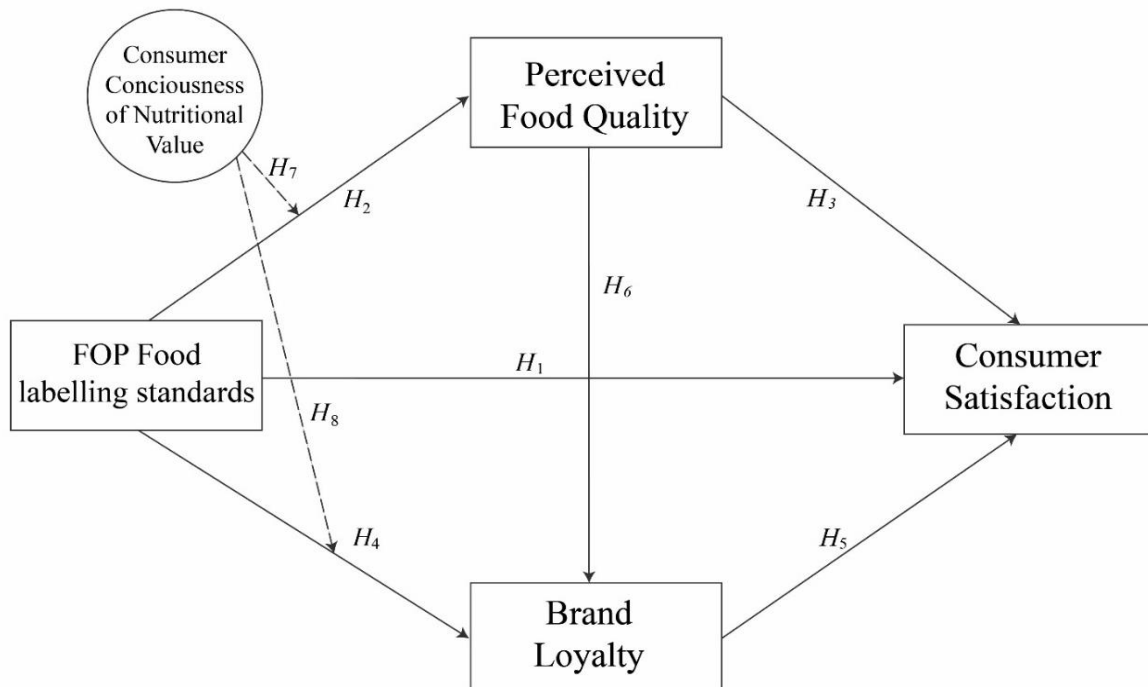 Consumer
Conciousness
of Nutritional
Value
Perceived
Food Quality
H7
H2
H3
H6
FOP Food
labelling standards
H1
Consumer
Satisfaction
H8
H4
H5
Brand
Loyalty